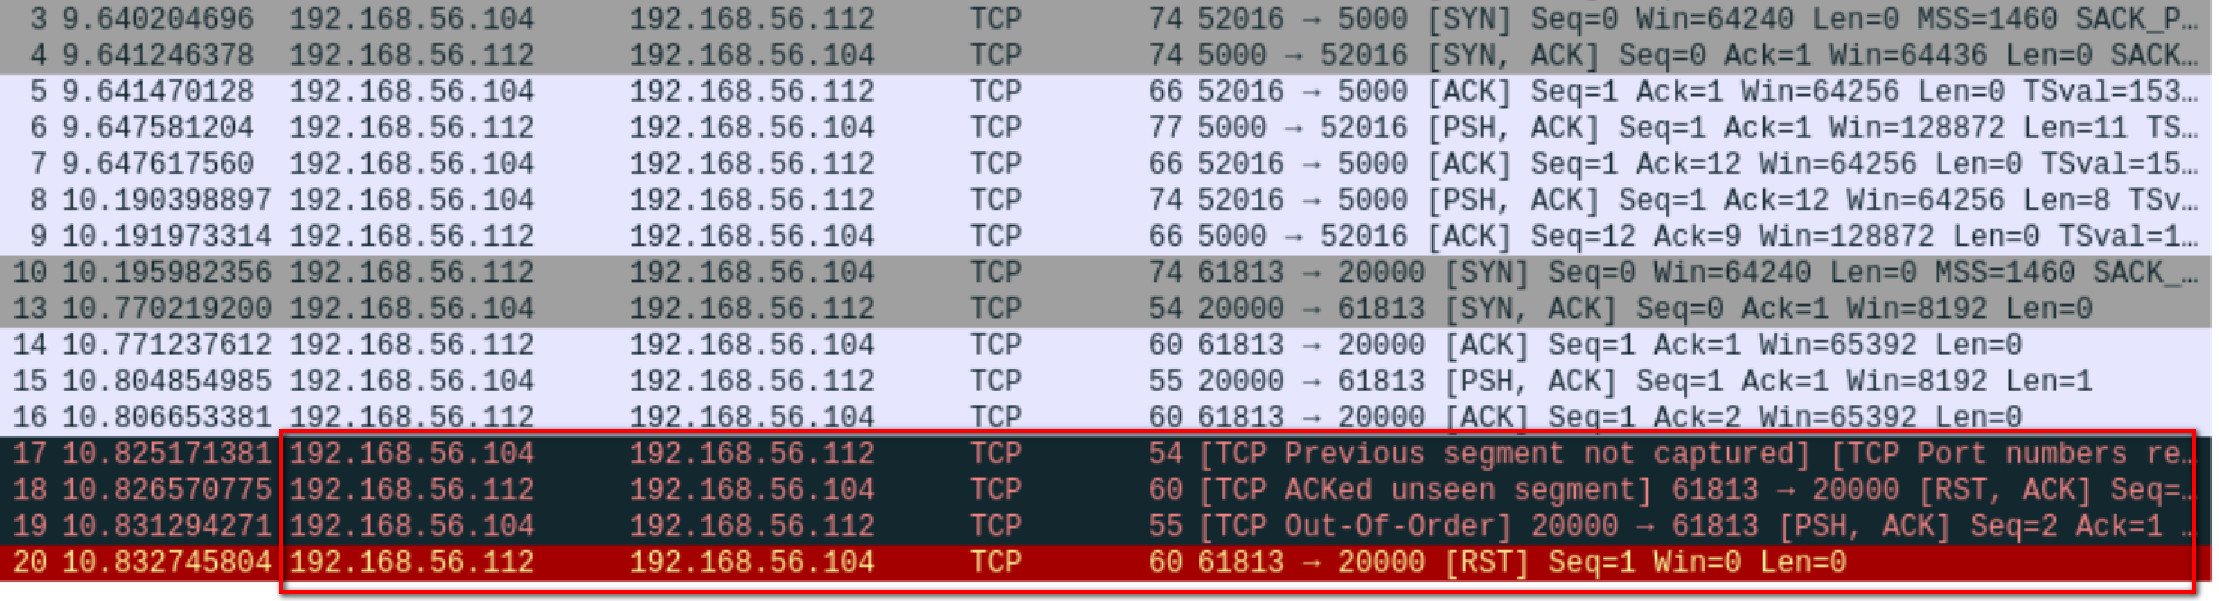 3 9.640204696 192.168.56.104 192.168.56.112 TCP 74 52016 → 5000 [SYN] Seq=0 Win=64240 Len=0 MSS=1460 SACK_P…
4 9.641246378 192.168.56.112 192.168.56.104 TCP 74 5000 → 52016 [SYN, ACK] Seq=0 Ack=1 Win=64436 Len=0 SACK…
5 9.641470128 192.168.56.104 192.168.56.112 TCP 66 52016 → 5000 [ACK] Seq=1 Ack=1 Win=64256 Len=0 TSval=153…
6 9.647581204 192.168.56.112 192.168.56.104 TCP 77 5000 → 52016 [PSH, ACK] Seq=1 Ack=1 Win=128872 Len=11 TS…
7 9.647617560 192.168.56.104 192.168.56.112 TCP 66 52016 → 5000 [ACK] Seq=1 Ack=12 Win=64256 Len=0 TSval=15…
8 10.190398897 192.168.56.104 192.168.56.112 TCP 74 52016 → 5000 [PSH, ACK] Seq=1 Ack=12 Win=64256 Len=8 TSv…
9 10.191973314 192.168.56.112 192.168.56.104 TCP 66 5000 → 52016 [ACK] Seq=12 Ack=9 Win=128872 Len=0 TSval=1…
10 10.195982356 192.168.56.112 192.168.56.104 TCP 74 61813 → 20000 [SYN] Seq=0 Win=64240 Len=0 MSS=1460 SACK_…
13 10.770219200 192.168.56.104 192.168.56.112 TCP 54 20000 → 61813 [SYN, ACK] Seq=0 Ack=1 Win=8192 Len=0
14 10.771237612 192.168.56.112 192.168.56.104 TCP 60 61813 → 20000 [ACK] Seq=1 Ack=1 Win=65392 Len=0
15 10.804854985 192.168.56.104 192.168.56.112 TCP 55 20000 → 61813 [PSH, ACK] Seq=1 Ack=1 Win=8192 Len=1
16 10.806653381 192.168.56.112 192.168.56.104 TCP 60 61813 → 20000 [ACK] Seq=1 Ack=2 Win=65392 Len=0
17 10.825171381 192.168.56.104 192.168.56.112 TCP 54 [TCP Previous segment not captured] [TCP Port numbers re…
18 10.826570775 192.168.56.112 192.168.56.104 TCP 60 [TCP ACKed unseen segment] 61813 → 20000 [RST, ACK] Seq=…
19 10.831294271 192.168.56.104 192.168.56.112 TCP 55 [TCP Out-Of-Order] 20000 → 61813 [PSH, ACK] Seq=2 Ack=1 …
20 10.832745804 192.168.56.112 192.168.56.104 TCP 60 61813 → 20000 [RST] Seq=1 Win=0 Len=0